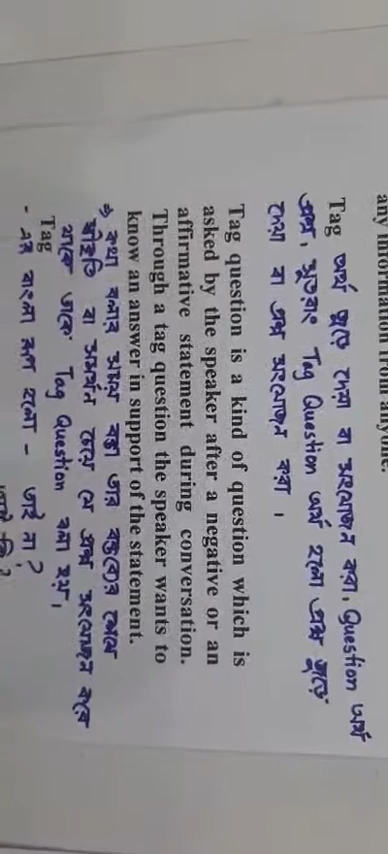 any information from anyone.
Tag অর্থ জুড়ে দেয়া বা সংযোজন করা। Question অর্থ
প্রশ্ন, সুতরাং Tag Question অর্থ হলো প্রশ্ন জুড়ে
দেয়া বা প্রশ্ন সংযোজন করা ।
Tag question is a kind of question which is
asked by the speaker after a negative or an
affirmative statement during conversation.
Through a tag question the speaker wants to
know an answer in support of the statement.
⇒ কথা বলার সময় বক্তা তার বক্তব্যের শেষে
স্বীকৃতি বা সমর্থন চেয়ে যে প্রশ্ন সংযোজন করে
থাকে তাকে Tag Question বলা হয়।
Tag
- এর বাংলা রূপ হলো - তাই না?